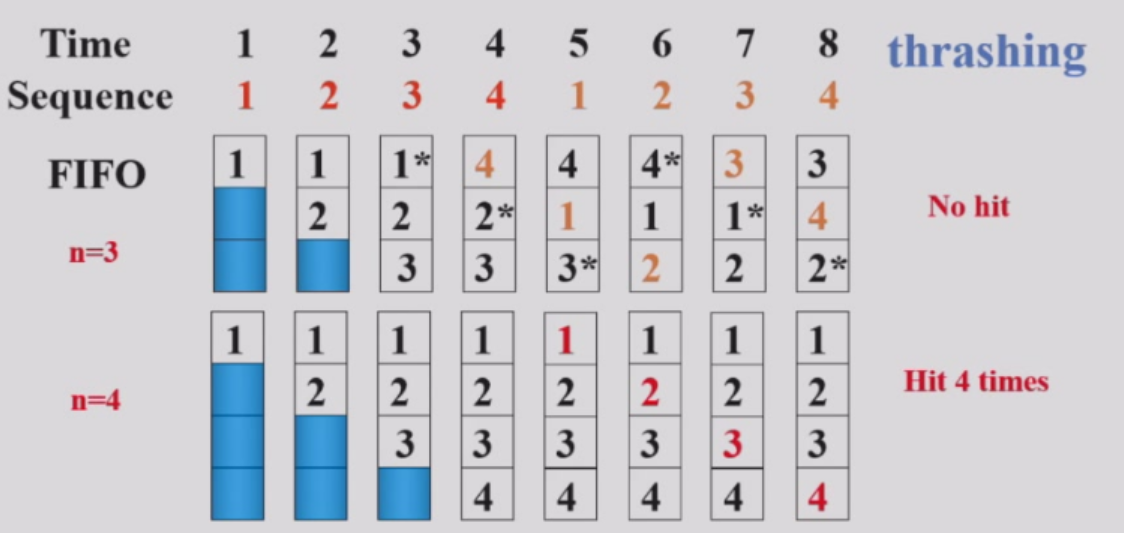 Time 1 2 3 4 5 6 7 8 thrashing
Sequence 1 2 3 4 1 2 3 4
FIFO 1 1 1* 4 4 4* 3 3
2 2 2* 1 1 1* 4 No hit
n=3 3 3 3* 2 2 2*
1 1 1 1 1 1 1 1
n=4 2 2 2 2 2 2 2 Hit 4 times
3 3 3 3 3 3
4 4 4 4 4